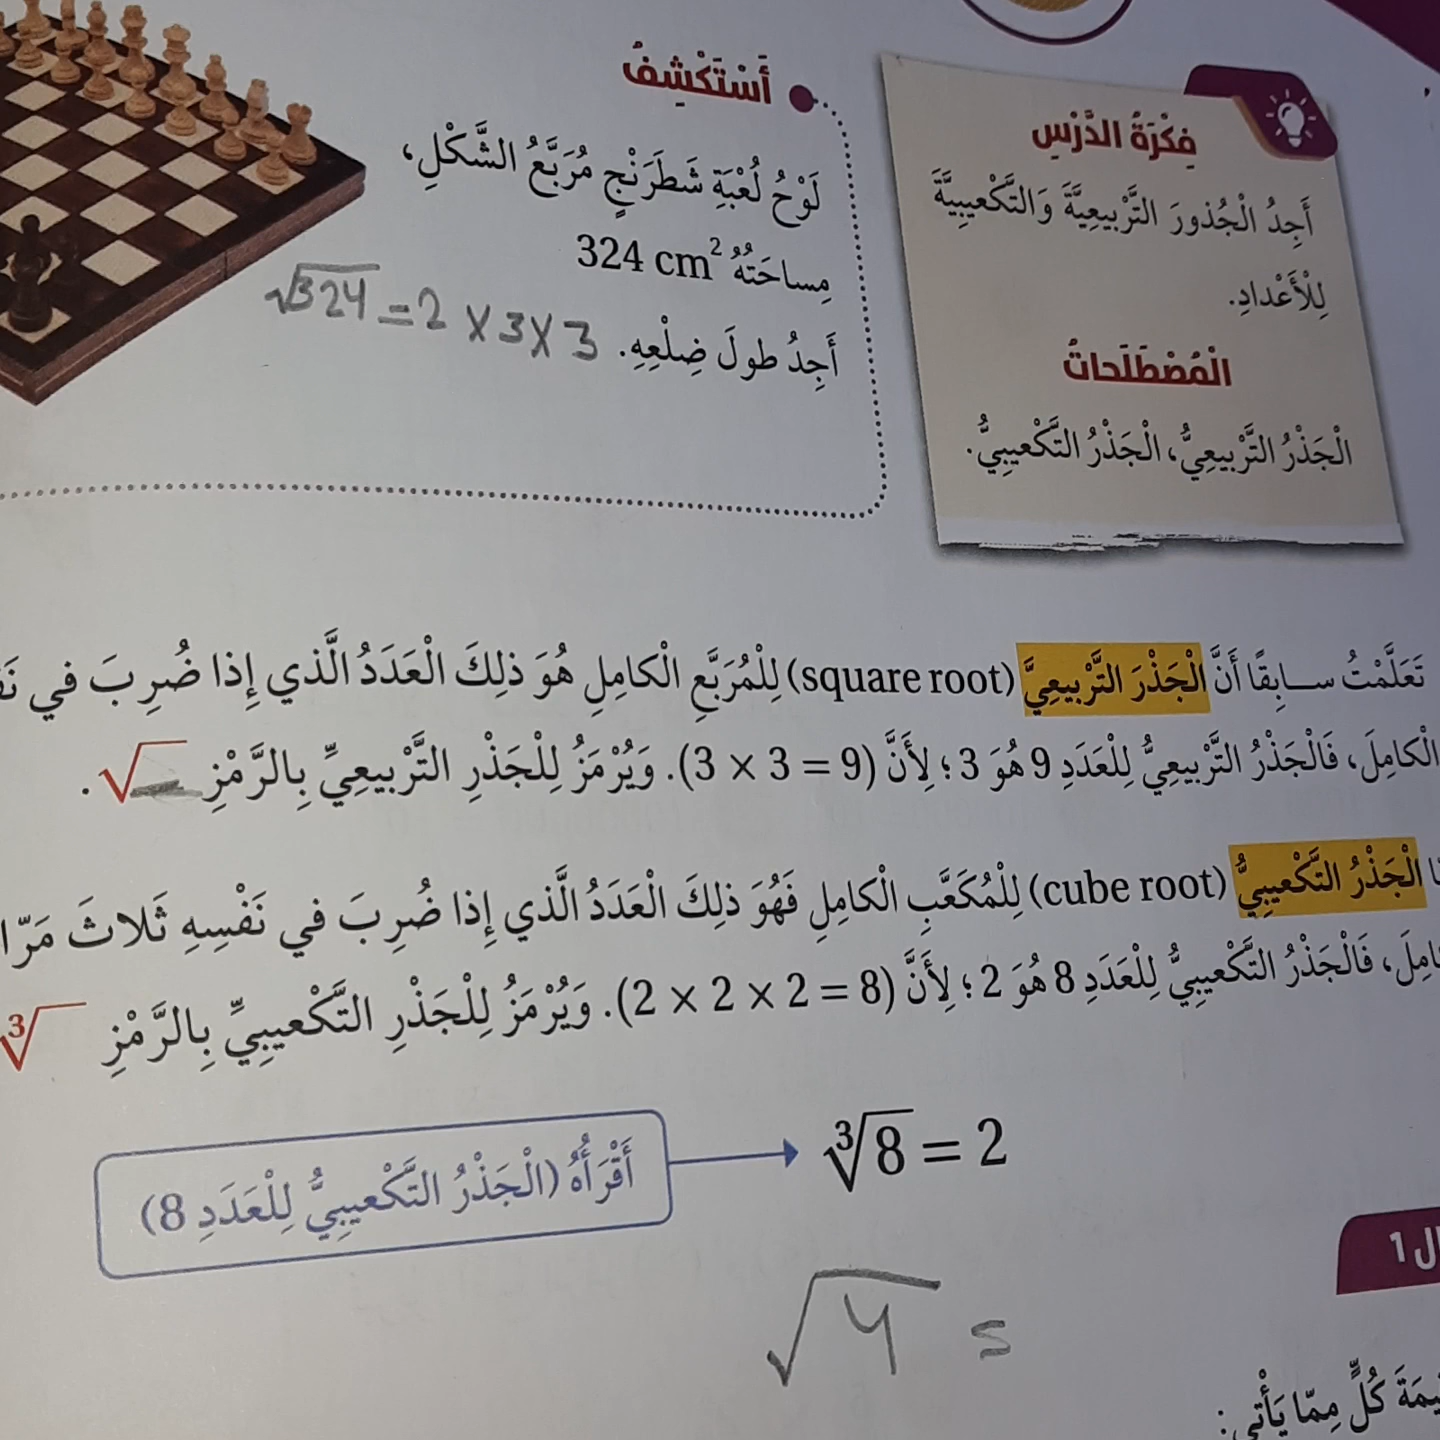 فِكْرَةُ الدَّرْسِ
أَجِدُ الْجُذورَ التَّرْبيعِيَّةَ وَالتَّكْعيبِيَّةَ
لِلْأَعْدادِ.
الْمُصْطَلَحاتُ
الْجَذْرُ التَّرْبيعِيُّ، الْجَذْرُ التَّكْعيبِيُّ.
أَسْتَكْشِفُ
لَوْحُ لُعْبَةِ شَطَرَنْجٍ مُرَبَّعُ الشَّكْلِ،
مِساحَتُهُ 324 cm²
أَجِدُ طولَ ضِلْعِهِ.
√324 = 2 x 3 x 3
تَعَلَّمْتُ سابِقًا أَنَّ الْجَذْرَ التَّرْبيعِيَّ (square root) لِلْمُرَبَّعِ الْكامِلِ هُوَ ذلِكَ الْعَدَدُ الَّذي إِذا ضُرِبَ في
الْكامِلَ، فَالْجَذْرُ التَّرْبيعِيُّ لِلْعَدَدِ 9 هُوَ 3 ؛ لِأَنَّ (3 × 3 = 9). وَيُرْمَزُ لِلْجَذْرِ التَّرْبيعِيِّ بِالرَّمْزِ √ .
الْجَذْرُ التَّكْعيبِيُّ (cube root) لِلْمُكَعَّبِ الْكامِلِ فَهُوَ ذلِكَ الْعَدَدُ الَّذي إِذا ضُرِبَ في نَفْسِهِ ثَلاثَ
فَالْجَذْرُ التَّكْعيبِيُّ لِلْعَدَدِ 8 هُوَ 2 ؛ لِأَنَّ (2 × 2 × 2 = 8). وَيُرْمَزُ لِلْجَذْرِ التَّكْعيبِيِّ بِالرَّمْزِ ∛
∛8 = 2
أَقْرَأُهُ (الْجَذْرُ التَّكْعيبِيُّ لِلْعَدَدِ 8)
√4 =
1
كُلٍّ مِمّا يَأْتي: